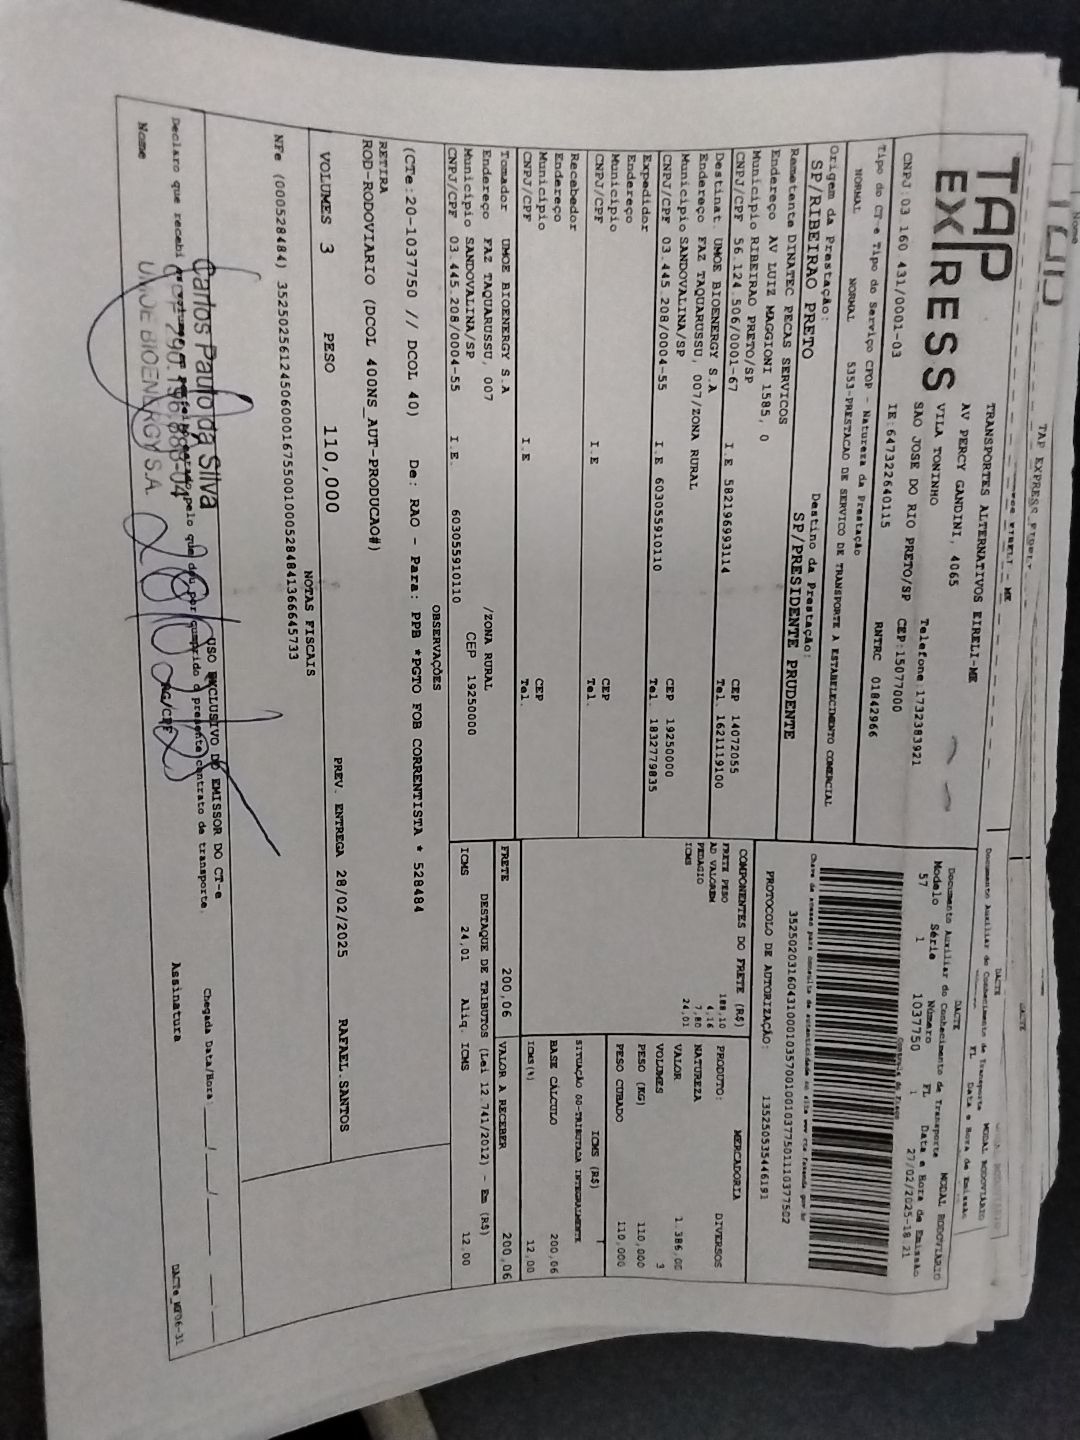 TAP EXPRESS
TAP EXPRESS
TRANSPORTES ALTERNATIVOS EIRELI-ME
AV PERCY GANDINI, 4065
VILA TONINHO
SAO JOSE DO RIO PRETO/SP CEP:15077000
Telefone:1732383921
CNPJ:03 160 431/0001-03 IE:647322640115 RNTRC 01842966
DACTE MODAL RODOVIÁRIO
Documento Auxiliar do Conhecimento de Transporte
Modelo Série Número FL Data e Hora de Emissão
57 1 1037750 1 27/02/2025-18 21
Tipo do CT-e Tipo do Serviço CFOP - Natureza da Prestação
NORMAL NORMAL 5353-PRESTACAO DE SERVICO DE TRANSPORTE A ESTABELECIMENTO COMERCIAL
Origem da Prestação: Destino da Prestação:
SP/RIBEIRAO PRETO SP/PRESIDENTE PRUDENTE
PROTOCOLO DE AUTORIZAÇÃO: 135250535446191
Remetente DINATEC PECAS SERVICOS
Endereço AV LUIZ MAGGIONI 1585, 0
Município RIBEIRAO PRETO/SP CEP 14072055
CNPJ/CPF 56.124.506/0001-67 I.E 582196993114 Tel. 1621119100
Destinat. UMOE BIOENERGY S.A
Endereço FAZ TAQUARUSSU, 007/ZONA RURAL
Município SANDOVALINA/SP CEP 19250000
CNPJ/CPF 03.445.208/0004-55 I.E 603055910110 Tel. 1832779835
Expedidor
Endereço
Município CEP
CNPJ/CPF I.E Tel.
Recebedor
Endereço
Município CEP
CNPJ/CPF I.E Tel.
Tomador UMOE BIOENERGY S.A
Endereço FAZ TAQUARUSSU, 007 /ZONA RURAL
Município SANDOVALINA/SP CEP 19250000
CNPJ/CPF 03.445.208/0004-55 I.E. 603055910110
COMPONENTES DO FRETE (R$)
FRETE PESO 188,10
AD VALOREM 4,16
PEDAGIO 7,80
ICMS 24,01
MERCADORIA
PRODUTO: DIVERSOS
NATUREZA
VALOR 1.386,00
VOLUMES 3
PESO (KG) 110,000
PESO CUBADO 110,000
ICMS (R$)
SITUAÇÃO 00-TRIBUTADA INTEGRALMENTE
BASE CÁLCULO 200,06
ICMS(%) 12,00
FRETE 200,06 VALOR A RECEBER 200,06
DESTAQUE DE TRIBUTOS (Lei 12.741/2012) - Em (R$)
ICMS 24,01 Aliq. ICMS 12,00
OBSERVAÇÕES
(CTe:20-1037750 // DCOL 40) De: RAO - Para: PPB *PGTO FOB CORRENTISTA * 528484
RETIRA
ROD-RODOVIARIO (DCOL 400NS_AUT-PRODUCAO#)
VOLUMES 3 PESO 110,000 PREV. ENTREGA 28/02/2025 RAFAEL.SANTOS
NOTAS FISCAIS
NFe (000528484) 35250256124506000167550010005284841366645733
USO EXCLUSIVO DO EMISSOR DO CT-e
Declaro que recebi pelo que dou por cumprido o presente contrato de transporte.
Carlos Paulo da Silva
UMOE BIOENERGY S.A.
Nome RG/CPF Assinatura
Chegada Data/Hora: / /
DACTe_MT06-31